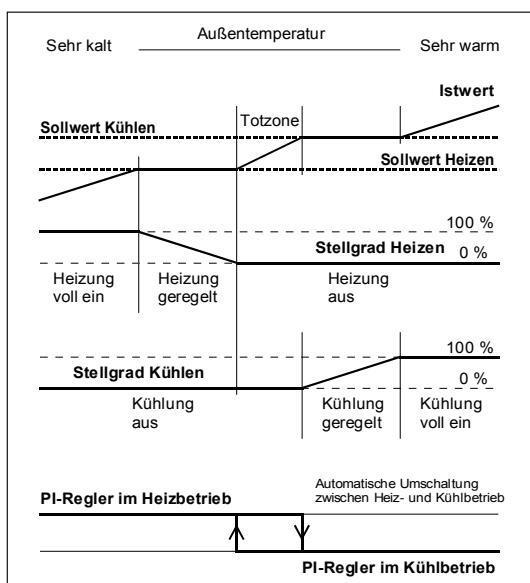 Außentemperatur
Sehr kalt
Sehr warm
Istwert
Totzone
Sollwert Kühlen
Sollwert Heizen
100 %
Stellgrad Heizen
0 %
Heizung
voll ein
Heizung
geregelt
Heizung
aus
100 %
Stellgrad Kühlen
0 %
Kühlung
aus
Kühlung
geregelt
Kühlung
voll ein
Automatische Umschaltung
zwischen Heiz- und Kühlbetrieb
PI-Regler im Heizbetrieb
PI-Regler im Kühlbetrieb